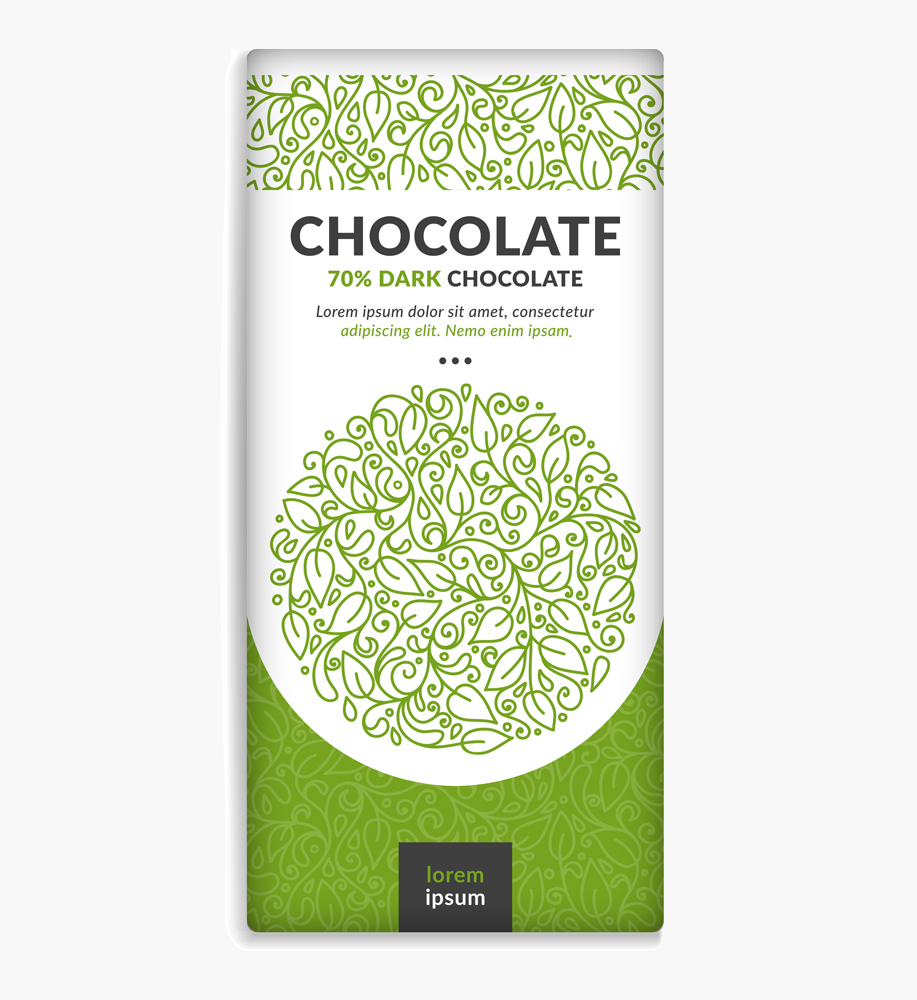 CHOCOLATE
70% DARK CHOCOLATE
Lorem ipsum dolor sit amet, consectetur
adipiscing elit. Nemo enim ipsam.
•••
lorem
ipsum